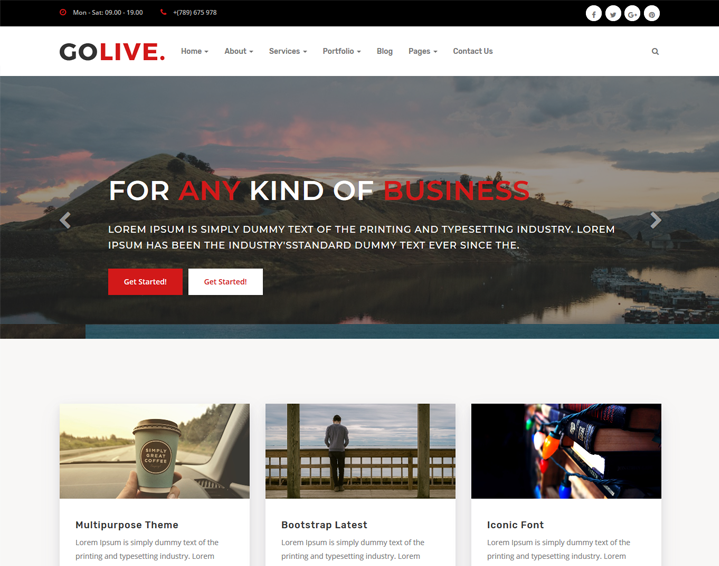 Mon - Sat: 09.00 - 19.00 +(789) 675 978
GOLIVE. Home About Services Portfolio Blog Pages Contact Us
FOR ANY KIND OF BUSINESS
LOREM IPSUM IS SIMPLY DUMMY TEXT OF THE PRINTING AND TYPESETTING INDUSTRY. LOREM
IPSUM HAS BEEN THE INDUSTRY'SSTANDARD DUMMY TEXT EVER SINCE THE.
Get Started! Get Started!
SIMPLY
GREAT
COFFEE
Multipurpose Theme
Lorem Ipsum is simply dummy text of the
printing and typesetting industry. Lorem
Bootstrap Latest
Lorem Ipsum is simply dummy text of the
printing and typesetting industry. Lorem
Iconic Font
Lorem Ipsum is simply dummy text of the
printing and typesetting industry. Lorem